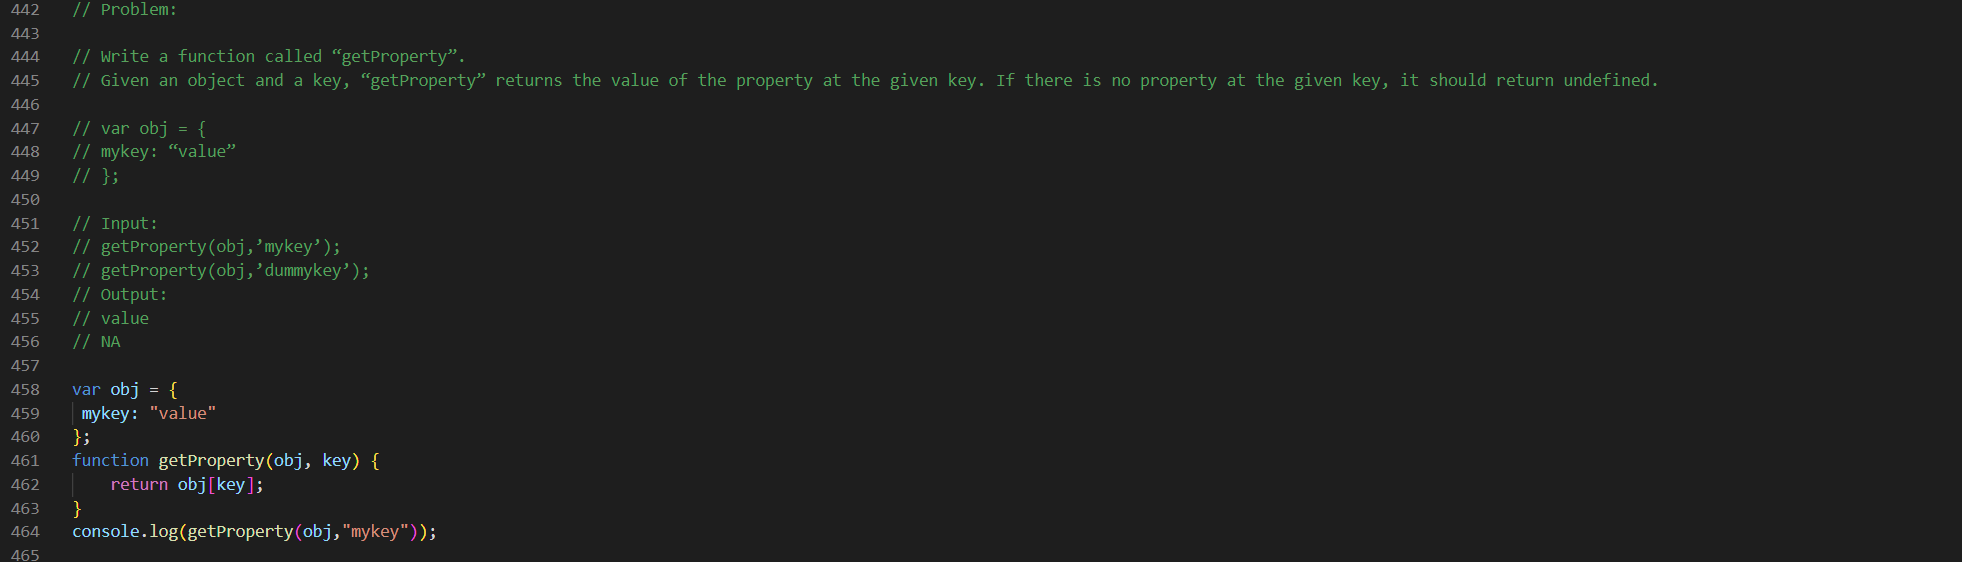 442 // Problem:
443
444 // Write a function called “getProperty”.
445 // Given an object and a key, “getProperty” returns the value of the property at the given key. If there is no property at the given key, it should return undefined.
446
447 // var obj = {
448 // mykey: “value”
449 // };
450
451 // Input:
452 // getProperty(obj,’mykey’);
453 // getProperty(obj,’dummykey’);
454 // Output:
455 // value
456 // NA
457
458 var obj = {
459 mykey: "value"
460 };
461 function getProperty(obj, key) {
462 return obj[key];
463 }
464 console.log(getProperty(obj,"mykey"));
465